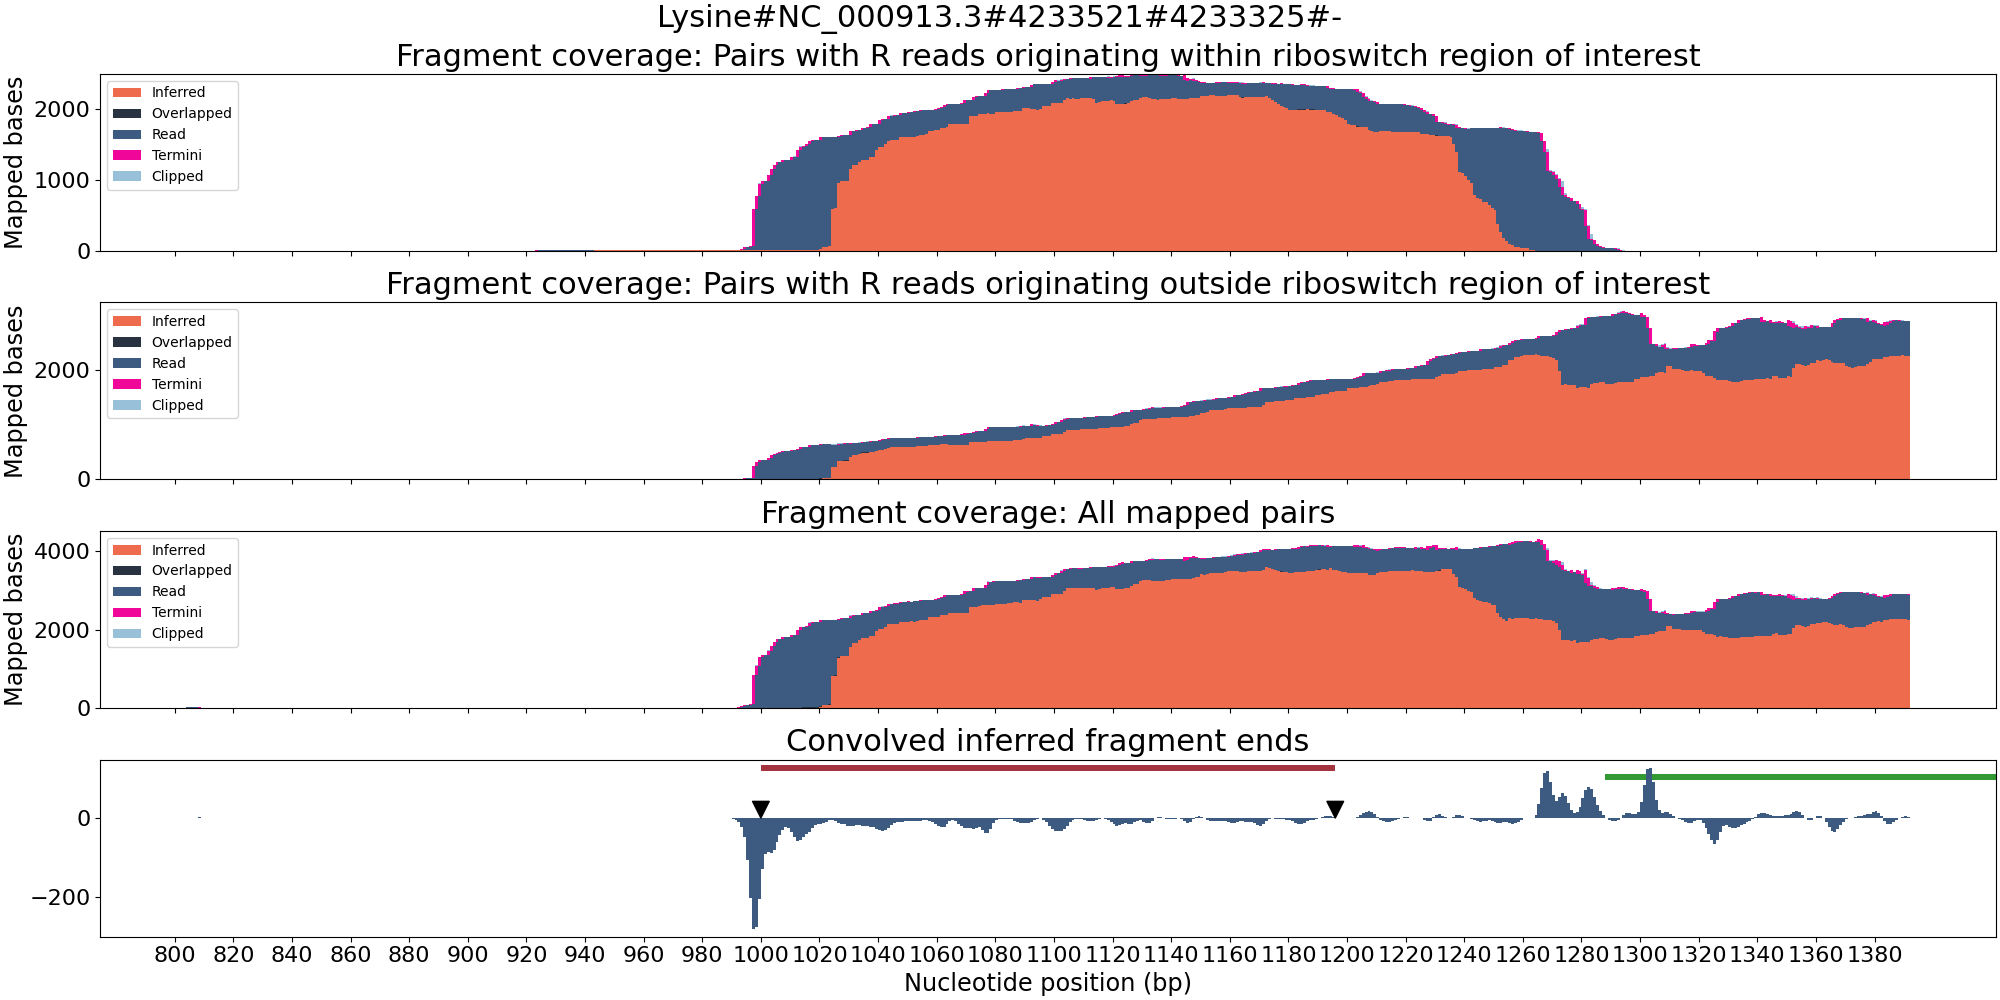 Lysine#NC_000913.3#4233521#4233325#-
Fragment coverage: Pairs with R reads originating within riboswitch region of interest
Mapped bases
2000
1000
0
Inferred
Overlapped
Read
Termini
Clipped
Fragment coverage: Pairs with R reads originating outside riboswitch region of interest
Mapped bases
2000
0
Inferred
Overlapped
Read
Termini
Clipped
Fragment coverage: All mapped pairs
Mapped bases
4000
2000
0
Inferred
Overlapped
Read
Termini
Clipped
Convolved inferred fragment ends
0
−200
800 820 840 860 880 900 920 940 960 980 1000 1020 1040 1060 1080 1100 1120 1140 1160 1180 1200 1220 1240 1260 1280 1300 1320 1340 1360 1380
Nucleotide position (bp)